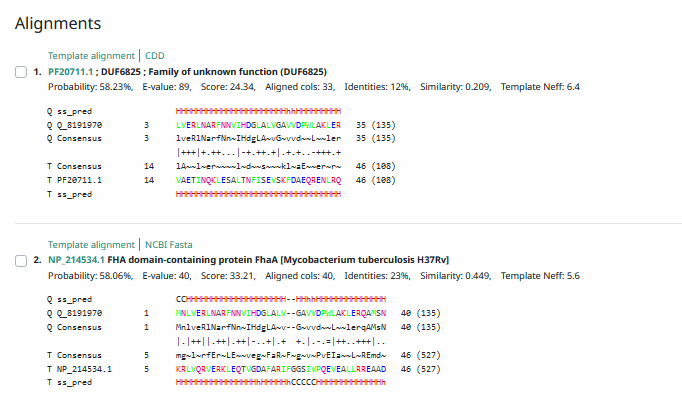 Alignments
Template alignment | CDD
1. PF20711.1 ; DUF6825 ; Family of unknown function (DUF6825)
Probability: 58.23%, E-value: 89, Score: 24.34, Aligned cols: 33, Identities: 12%, Similarity: 0.209, Template Neff: 6.4
Q ss_pred HHHHHHHHHHHHHHHHHHHHHHhhHHHHHHHHH
Q Q_8191970 3 LVERLNARFNNVIHDGLALVGAVVDPWLAKLER 35 (135)
Q Consensus 3 lveRlNarfNn~IHdgLA~vG~vvd~~L~~ler 35 (135)
|+++|+.++...|-+.++.+|.+.+..-+++.+
T Consensus 14 lA~~l~er~~~~l~d~~s~~~kl~aE~~er~r~ 46 (108)
T PF20711.1 14 VAETINQKLESALTNFISEVSKFDAEQRENLRQ 46 (108)
T ss_pred HHHHHHHHHHHHHHHHHHHHHHHHHHHHHHHHH
Template alignment | NCBI Fasta
2. NP_214534.1 FHA domain-containing protein FhaA [Mycobacterium tuberculosis H37Rv]
Probability: 58.06%, E-value: 40, Score: 33.21, Aligned cols: 40, Identities: 23%, Similarity: 0.449, Template Neff: 5.6
Q ss_pred CCHHHHHHHHHHHHHHHHHHHH--HHhhHHHHHHHHHHHHHH
Q Q_8191970 1 MNLVERLNARFNNVIHDGLALV--GAVVDPWLAKLERQAMSN 40 (135)
Q Consensus 1 MnlveRlNarfNn~IHdgLA~v--G~vvd~~L~~lerqAMsN 40 (135)
|.|++||.++|.++||-..+|.+ +.|.-.=|++..+++|..
T Consensus 5 mg~l~rfEr~LE~~veg~FaR~F~g~v~PvEIa~~L~REmd~ 46 (527)
T NP_214534.1 5 KRLVQRVERKLEQTVGDAFARIFGGSIVPQEVEALLRREAAD 46 (527)
T ss_pred HHHHHHHHHHHHHHHHHhHHHHHhCCCCCHHHHHHHHHHHHh